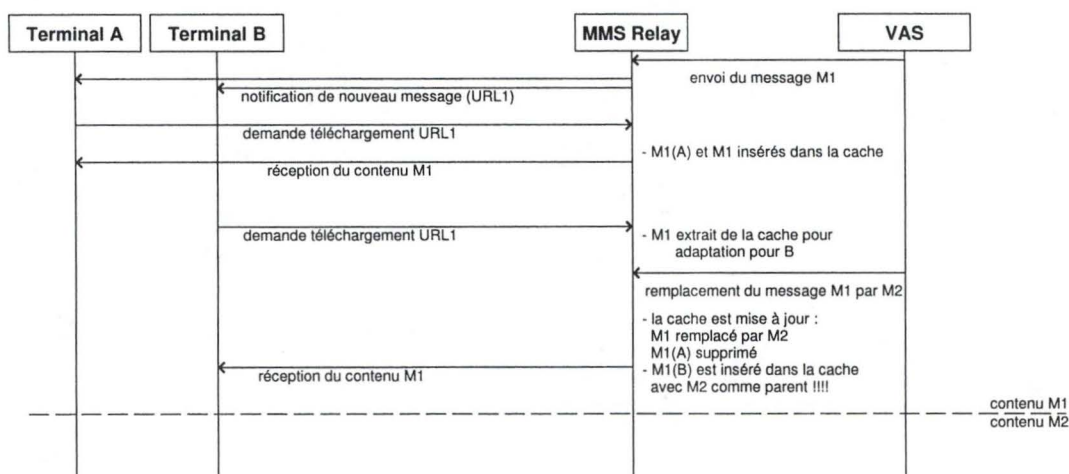 Terminal A
Terminal B
MMS Relay
VAS
envoi du message M1
notification de nouveau message (URL1)
demande téléchargement URL1
- M1(A) et M1 insérés dans la cache
réception du contenu M1
demande téléchargement URL1
- M1 extrait de la cache pour
adaptation pour B
remplacement du message M1 par M2
- la cache est mise à jour :
M1 remplacé par M2
M1(A) supprimé
- M1(B) est inséré dans la cache
avec M2 comme parent !!!!
réception du contenu M1
contenu M1
contenu M2